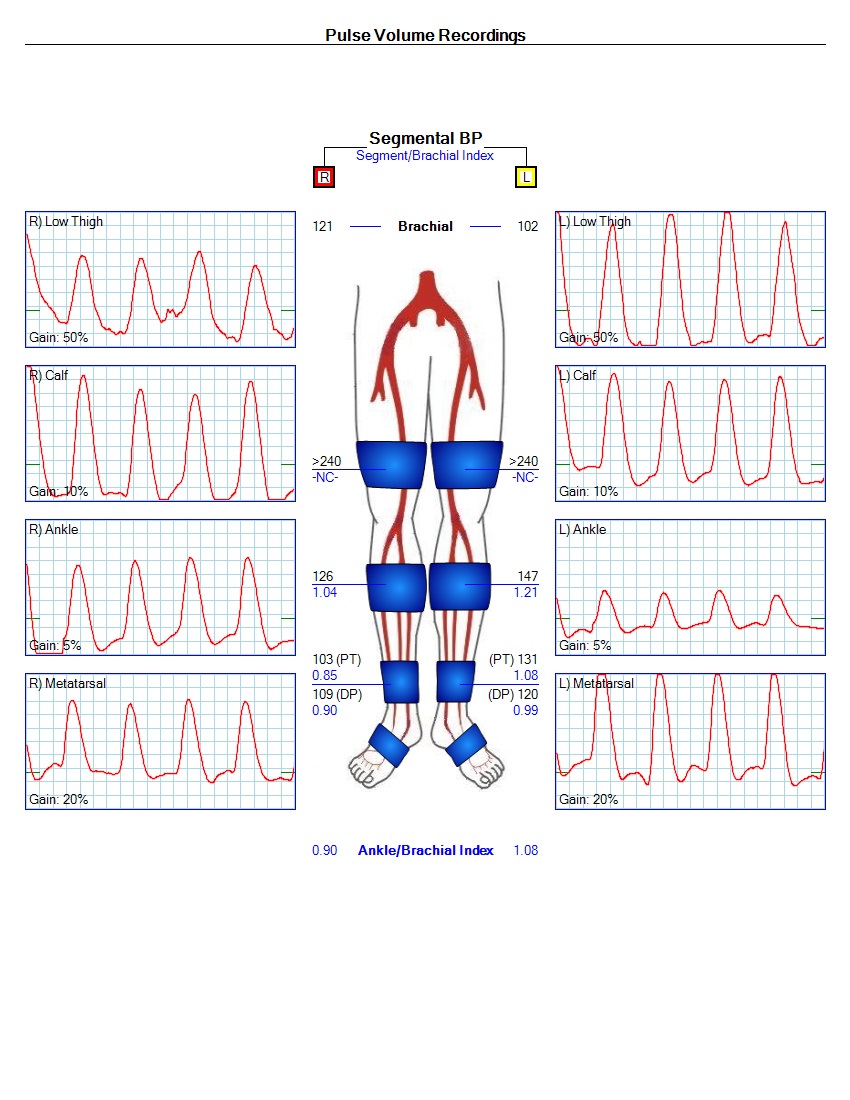 Pulse Volume Recordings
Segmental BP
Segment/Brachial Index
R
L
121
Brachial
102
R) Low Thigh
Gain: 50%
L) Low Thigh
Gain: 50%
R) Calf
Gain: 10%
>240
-NC-
>240
-NC-
L) Calf
Gain: 10%
R) Ankle
Gain: 5%
126
1.04
147
1.21
L) Ankle
Gain: 5%
103 (PT)
0.85
109 (DP)
0.90
(PT) 131
1.08
(DP) 120
0.99
R) Metatarsal
Gain: 20%
L) Metatarsal
Gain: 20%
0.90
Ankle/Brachial Index
1.08